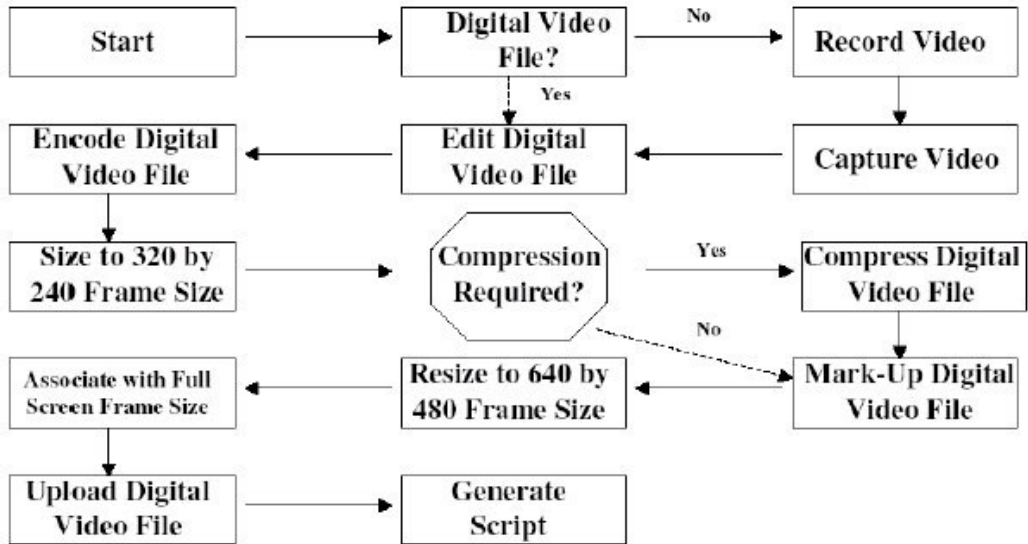 Start
Digital Video
File?
No
Record Video
Yes
Encode Digital
Video File
Edit Digital
Video File
Capture Video
Size to 320 by
240 Frame Size
Compression
Required?
Yes
Compress Digital
Video File
No
Associate with Full
Screen Frame Size
Resize to 640 by
480 Frame Size
Mark-Up Digital
Video File
Upload Digital
Video File
Generate
Script